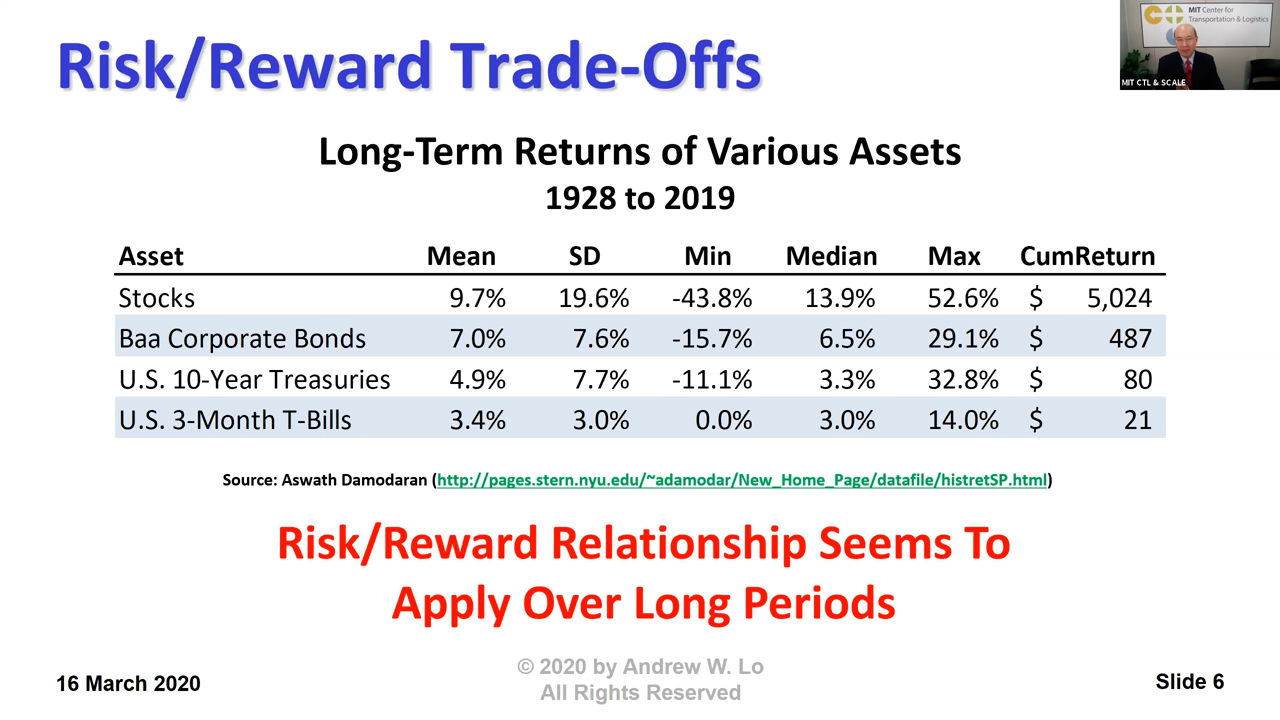 Risk/Reward Trade-Offs
MIT Center for
Transportation & Logistics
MIT CTL & SCALE
Long-Term Returns of Various Assets
1928 to 2019
Asset Mean SD Min Median Max CumReturn
Stocks 9.7% 19.6% -43.8% 13.9% 52.6% $ 5,024
Baa Corporate Bonds 7.0% 7.6% -15.7% 6.5% 29.1% $ 487
U.S. 10-Year Treasuries 4.9% 7.7% -11.1% 3.3% 32.8% $ 80
U.S. 3-Month T-Bills 3.4% 3.0% 0.0% 3.0% 14.0% $ 21
Source: Aswath Damodaran (http://pages.stern.nyu.edu/~adamodar/New_Home_Page/datafile/histretSP.html)
Risk/Reward Relationship Seems To
Apply Over Long Periods
16 March 2020
© 2020 by Andrew W. Lo
All Rights Reserved
Slide 6